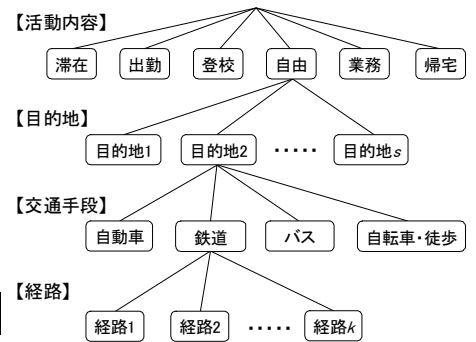 【活動内容】
滞在 出勤 登校 自由 業務 帰宅
【目的地】
目的地1 目的地2 ‥‥‥ 目的地s
【交通手段】
自動車 鉄道 バス 自転車・徒歩
【経路】
経路1 経路2 ‥‥‥ 経路k